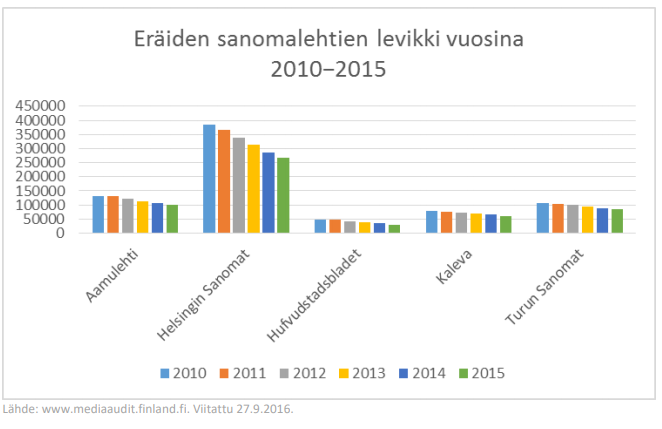 Eräiden sanomalehtien levikki vuosina
2010–2015
450000
400000
350000
300000
250000
200000
150000
100000
50000
0
Aamulehti
Helsingin Sanomat
Hufvudstadsbladet
Kaleva
Turun Sanomat
2010 2011 2012 2013 2014 2015
Lähde: www.mediaaudit.finland.fi. Viitattu 27.9.2016.